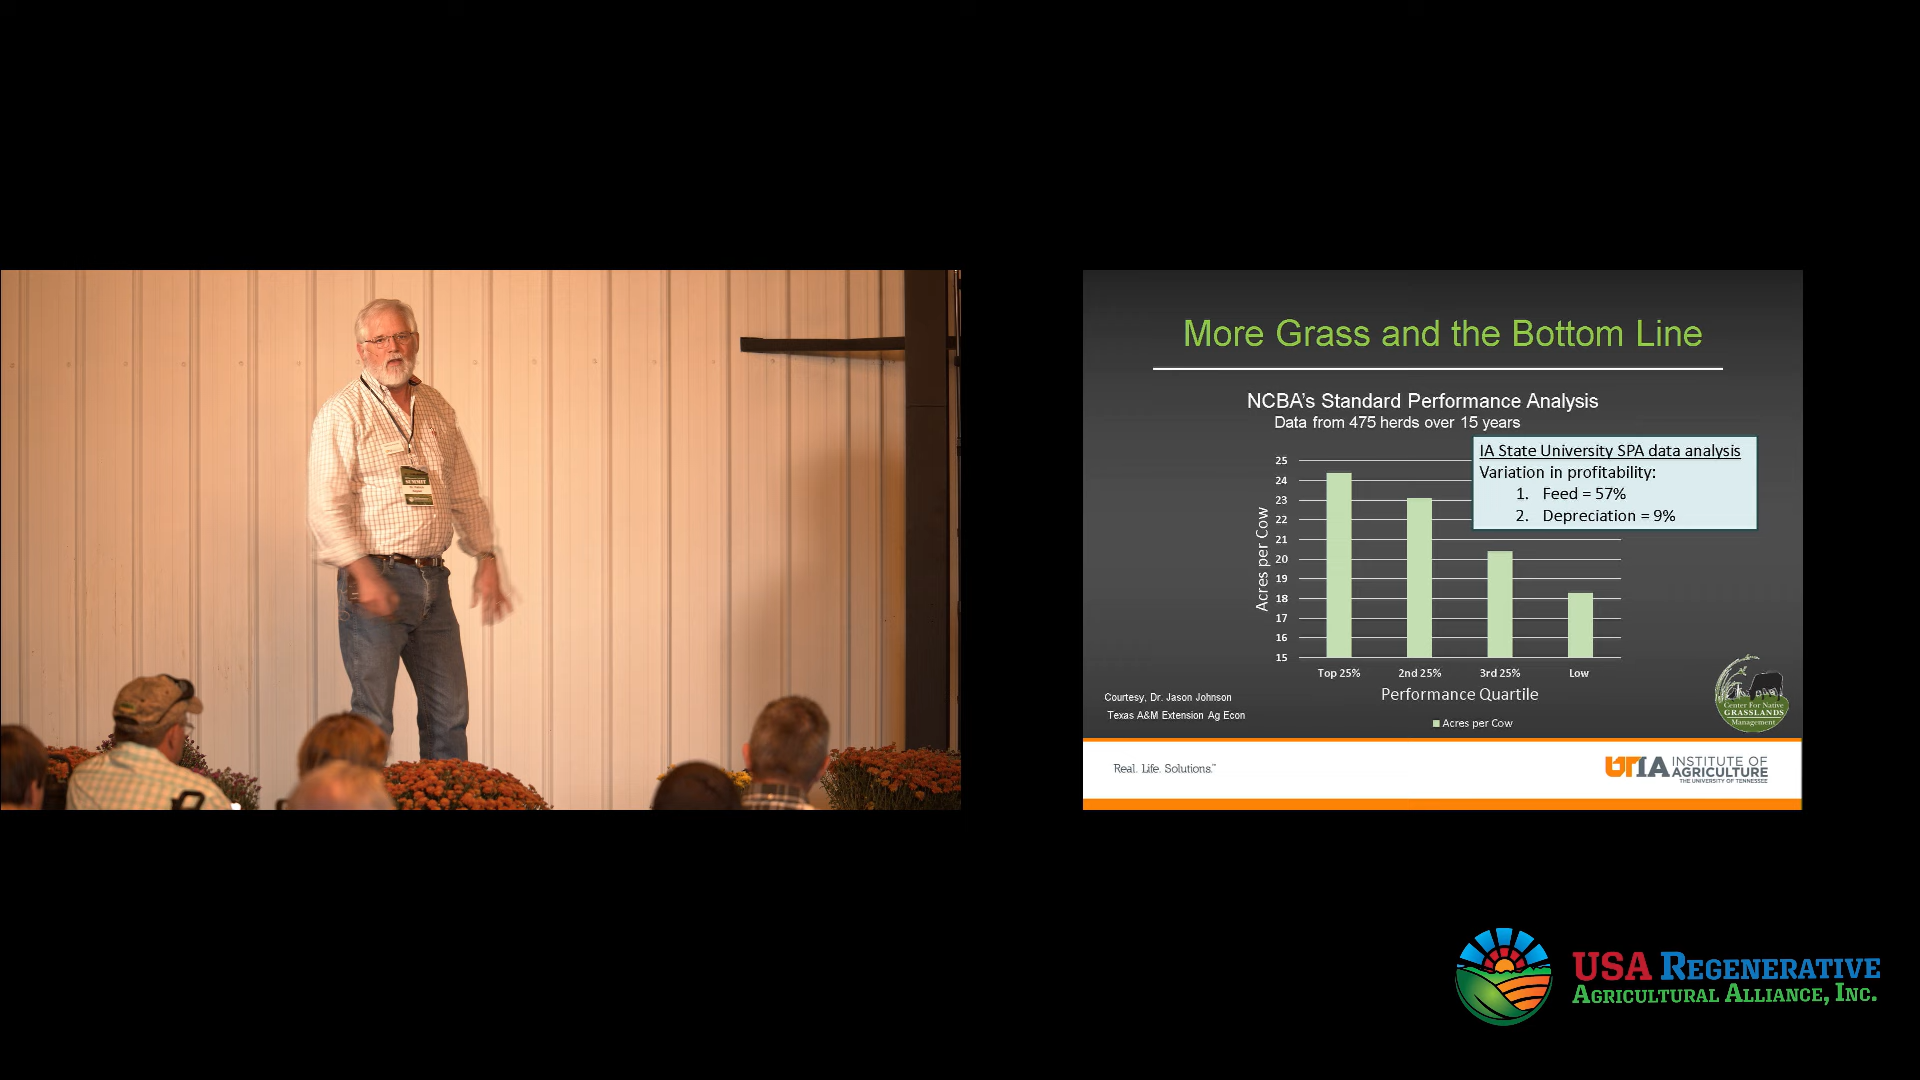 SUMMIT
More Grass and the Bottom Line
NCBA's Standard Performance Analysis
Data from 475 herds over 15 years
IA State University SPA data analysis
Variation in profitability:
1. Feed = 57%
2. Depreciation = 9%
25
24
23
22
21
20
19
18
17
16
15
Acres per Cow
Top 25%
2nd 25%
3rd 25%
Low
Performance Quartile
Acres per Cow
Courtesy, Dr. Jason Johnson
Texas A&M Extension Ag Econ
Center For Native
GRASSLANDS
Management
Real. Life. Solutions.™
UTIA INSTITUTE OF
AGRICULTURE
THE UNIVERSITY OF TENNESSEE
USA REGENERATIVE
AGRICULTURAL ALLIANCE, INC.